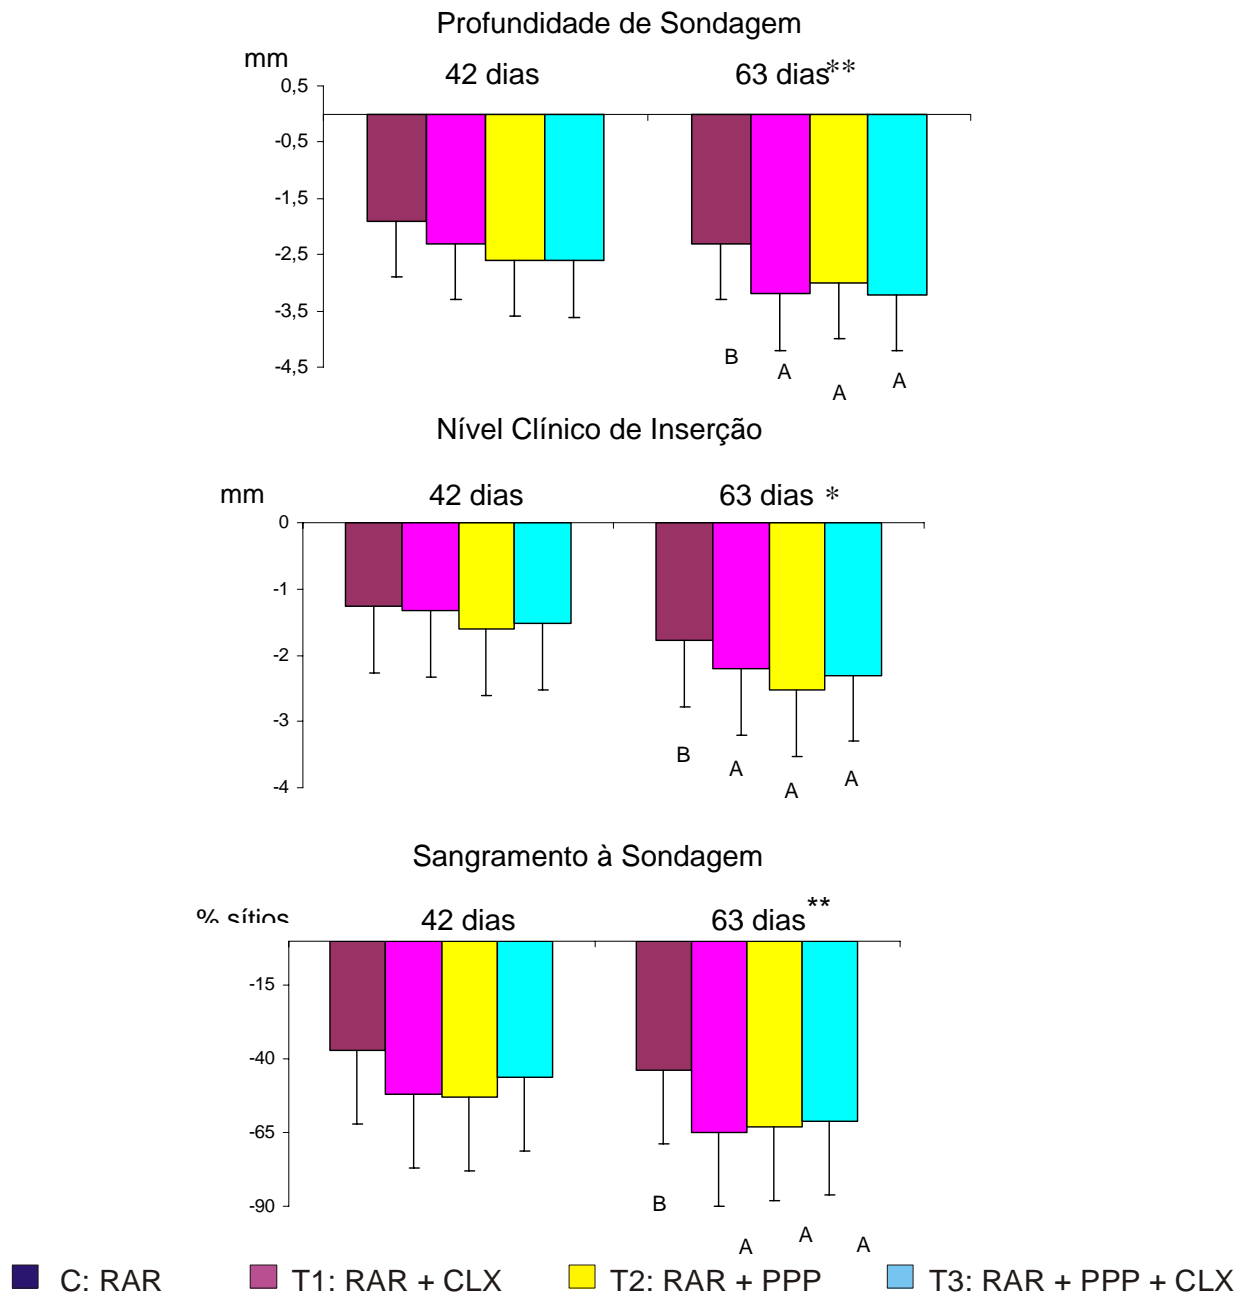 Profundidade de Sondagem
mm
42 dias
63 dias**
0,5
-0,5
-1,5
-2,5
-3,5
-4,5
B
A
A
A
Nível Clínico de Inserção
mm
42 dias
63 dias *
0
-1
-2
-3
-4
B
A
A
A
Sangramento à Sondagem
% sítios
42 dias
63 dias**
-15
-40
-65
-90
B
A
A
A
C: RAR
T1: RAR + CLX
T2: RAR + PPP
T3: RAR + PPP + CLX